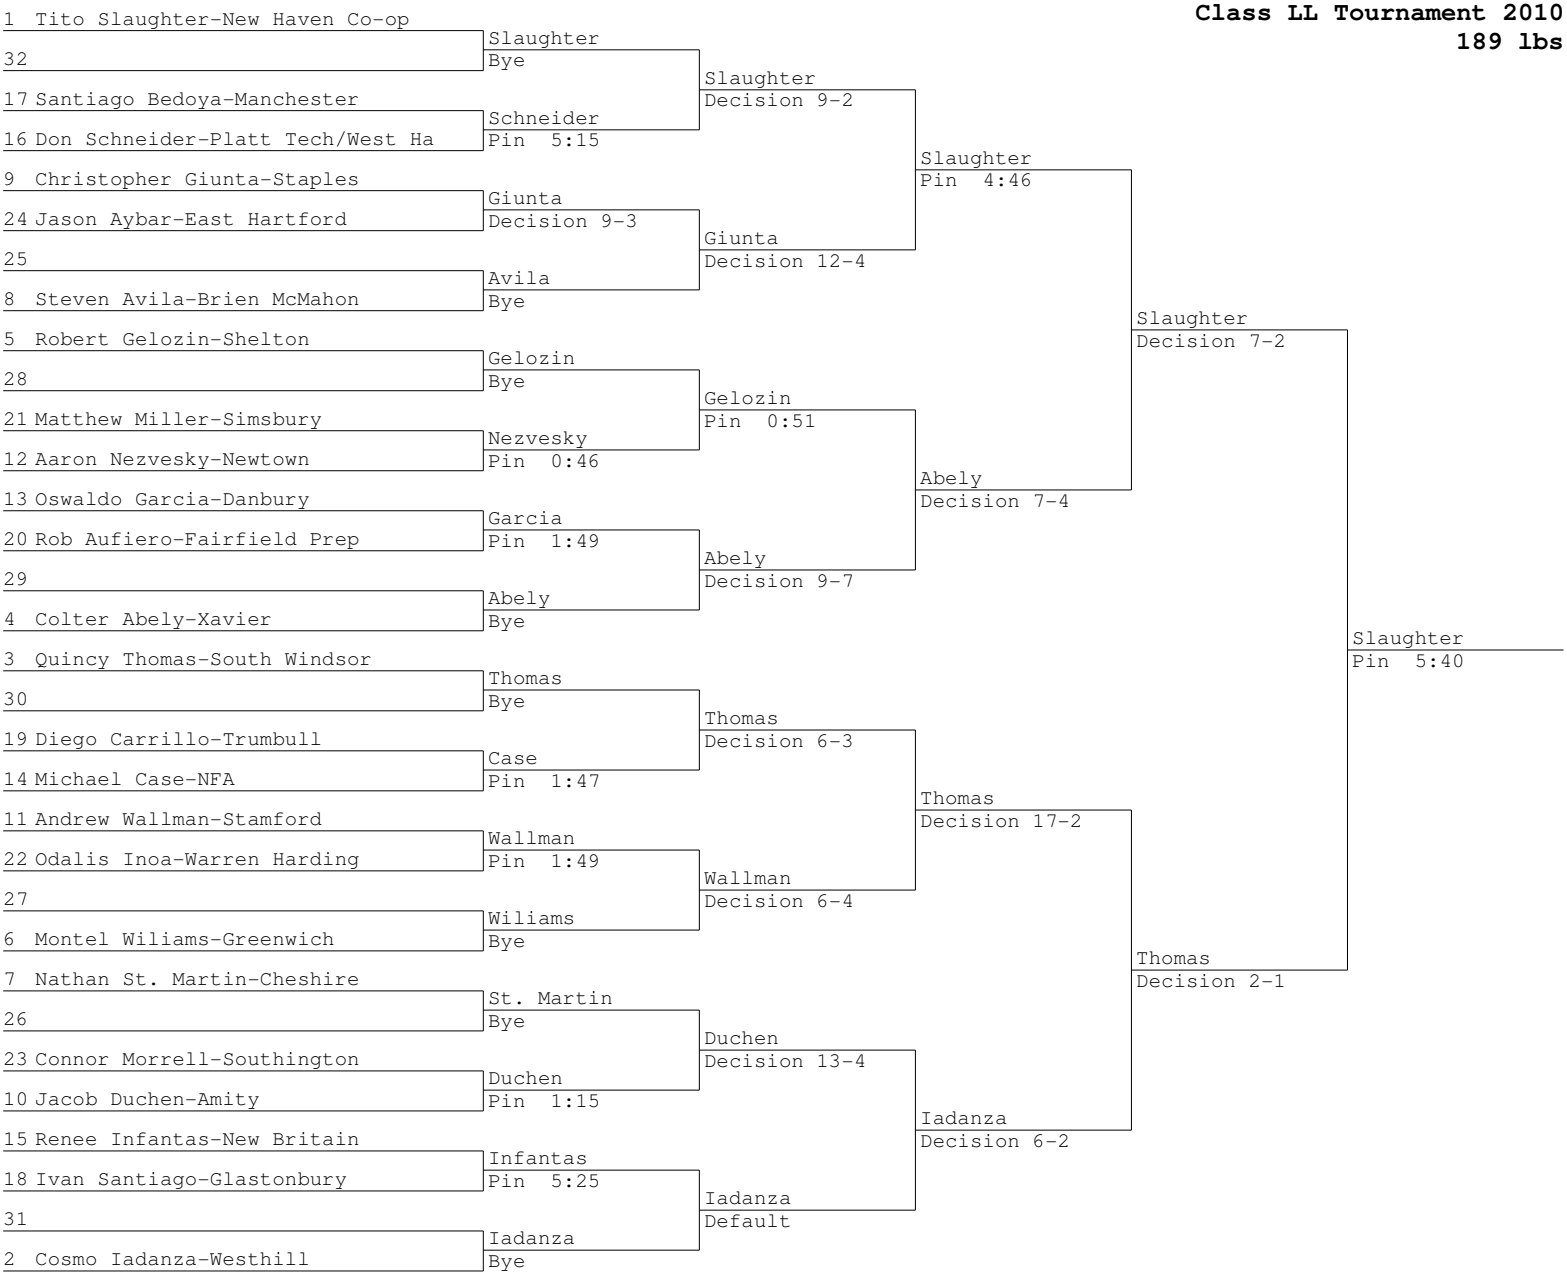 Class LL Tournament 2010
189 lbs
1 Tito Slaughter-New Haven Co-op
32
17 Santiago Bedoya-Manchester
16 Don Schneider-Platt Tech/West Ha
9 Christopher Giunta-Staples
24 Jason Aybar-East Hartford
25
8 Steven Avila-Brien McMahon
5 Robert Gelozin-Shelton
28
21 Matthew Miller-Simsbury
12 Aaron Nezvesky-Newtown
13 Oswaldo Garcia-Danbury
20 Rob Aufiero-Fairfield Prep
29
4 Colter Abely-Xavier
3 Quincy Thomas-South Windsor
30
19 Diego Carrillo-Trumbull
14 Michael Case-NFA
11 Andrew Wallman-Stamford
22 Odalis Inoa-Warren Harding
27
6 Montel Wiliams-Greenwich
7 Nathan St. Martin-Cheshire
26
23 Connor Morrell-Southington
10 Jacob Duchen-Amity
15 Renee Infantas-New Britain
18 Ivan Santiago-Glastonbury
31
2 Cosmo Iadanza-Westhill
Slaughter
Bye
Schneider
Pin 5:15
Giunta
Decision 9-3
Avila
Bye
Gelozin
Bye
Nezvesky
Pin 0:46
Garcia
Pin 1:49
Abely
Bye
Thomas
Bye
Case
Pin 1:47
Wallman
Pin 1:49
Wiliams
Bye
St. Martin
Bye
Duchen
Pin 1:15
Infantas
Pin 5:25
Iadanza
Bye
Slaughter
Decision 9-2
Giunta
Decision 12-4
Gelozin
Pin 0:51
Abely
Decision 9-7
Thomas
Decision 6-3
Wallman
Decision 6-4
Duchen
Decision 13-4
Iadanza
Default
Slaughter
Pin 4:46
Abely
Decision 7-4
Thomas
Decision 17-2
Iadanza
Decision 6-2
Slaughter
Decision 7-2
Thomas
Decision 2-1
Slaughter
Pin 5:40